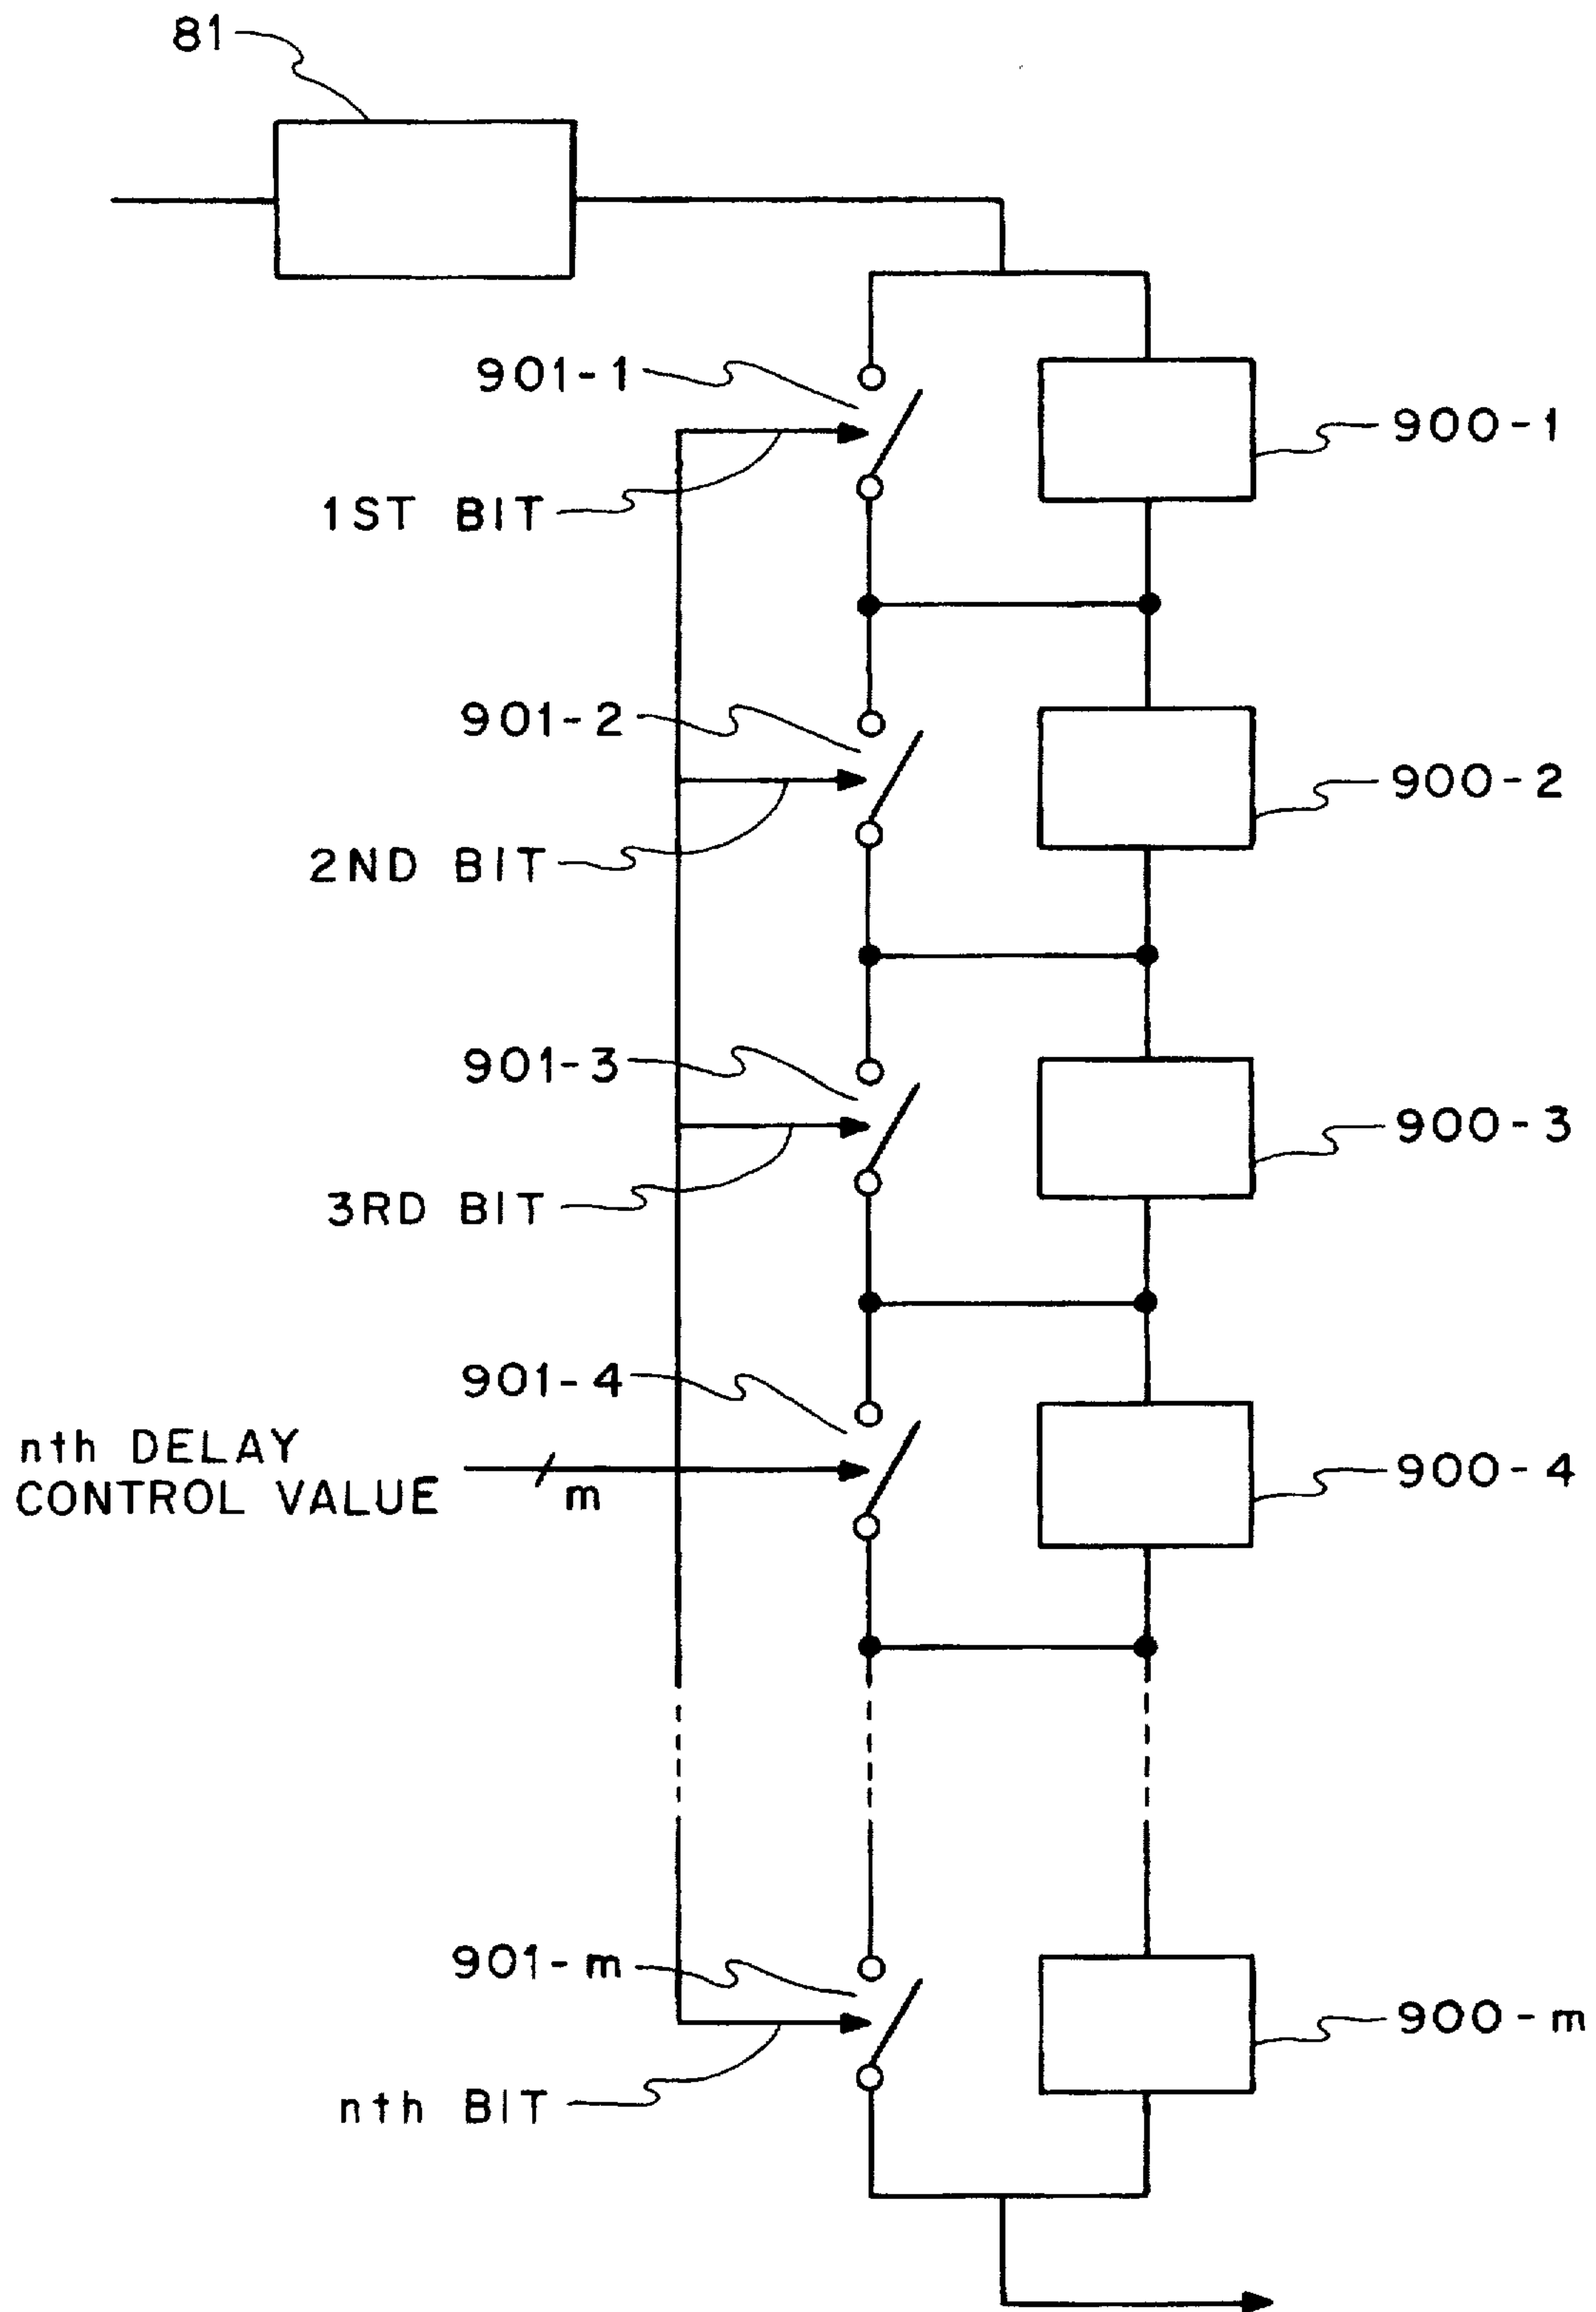 81
901-1
900-1
1ST BIT
901-2
900-2
2ND BIT
901-3
900-3
3RD BIT
901-4
nth DELAY
CONTROL VALUE
m
900-4
901-m
900-m
nth BIT